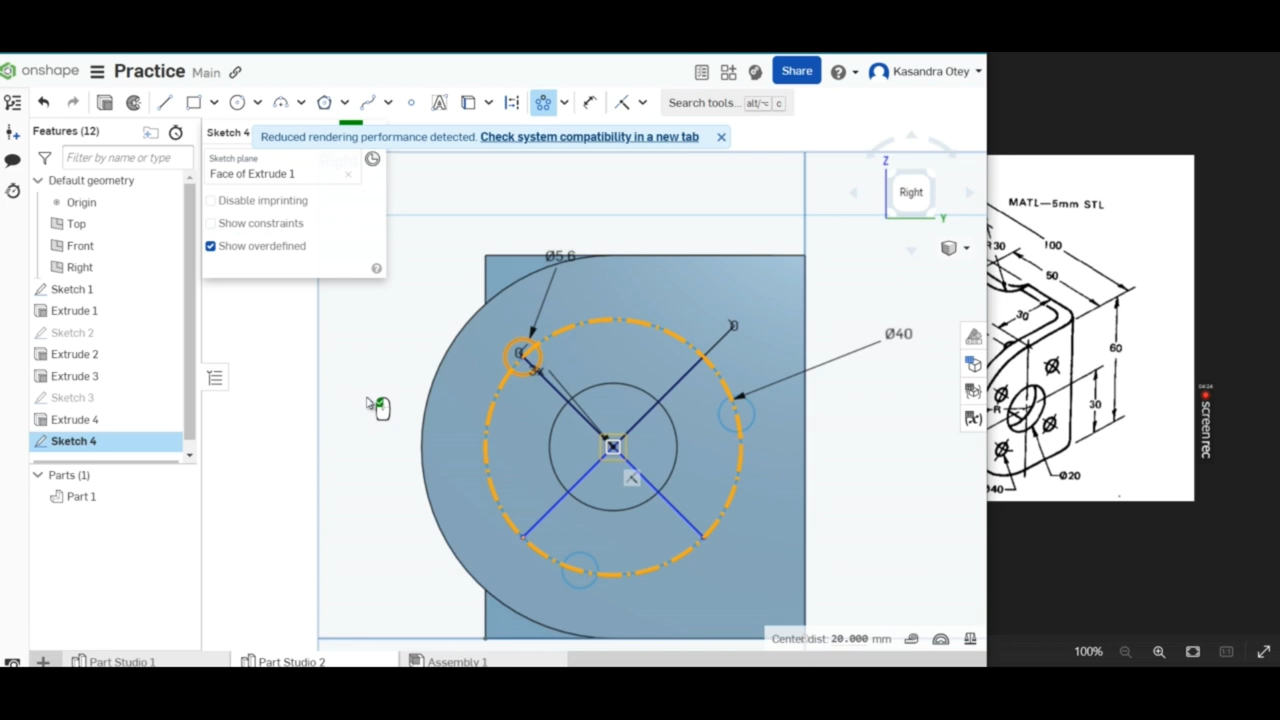 onshape Practice Main Share Kasandra Otey
Search tools... alt/⌥ c
Features (12) Sketch 4 Reduced rendering performance detected. Check system compatibility in a new tab
Filter by name or type
Sketch plane
Face of Extrude 1
Disable imprinting
Show constraints
Show overdefined
Default geometry
Origin
Top
Front
Right
Sketch 1
Extrude 1
Sketch 2
Extrude 2
Extrude 3
Sketch 3
Extrude 4
Sketch 4
Parts (1)
Part 1
Z
Right
Y
Ø5.6
Ø40
Center dist: 20.000 mm
Part Studio 1 Part Studio 2 Assembly 1
MATL—5mm STL
R30
100
50
30
60
R
30
Ø20
Ø40
04:24
screenrec
100%
1:1